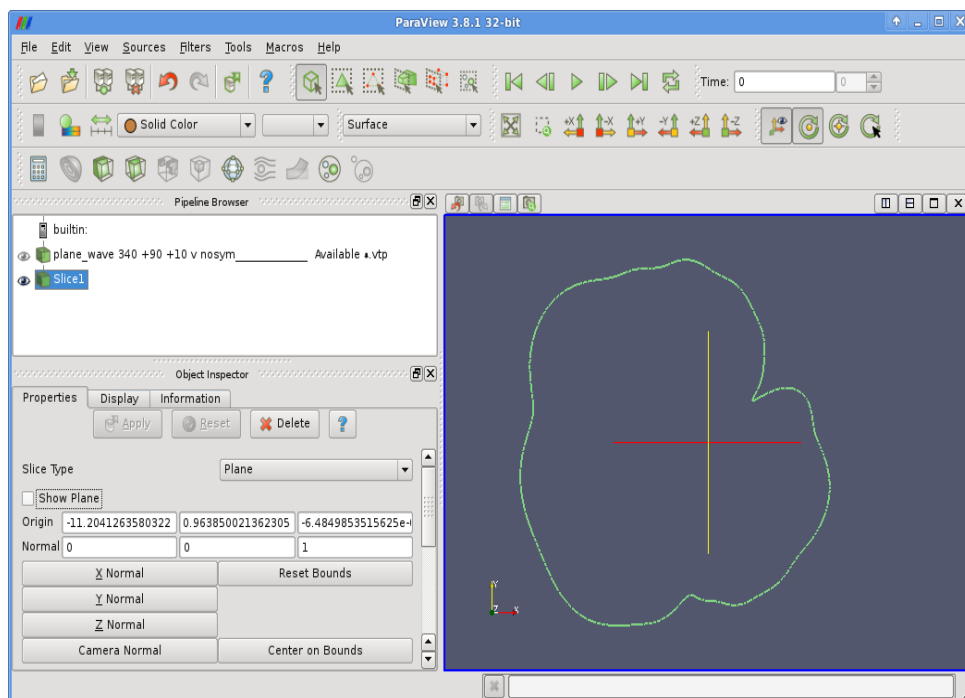 ParaView 3.8.1 32-bit
File Edit View Sources Filters Tools Macros Help
Time: 0 0
Solid Color Surface +X -X +Y -Y +Z -Z
Pipeline Browser
builtin:
plane_wave 340 +90 +10 v nosym____________ Available a.vtp
Slice1
Object Inspector
Properties Display Information
Apply Reset Delete ?
Slice Type Plane
Show Plane
Origin -11.2041263580322 0.963850021362305 -6.4849853515625e-
Normal 0 0 1
X Normal Reset Bounds
Y Normal
Z Normal
Camera Normal Center on Bounds
Y
Z X